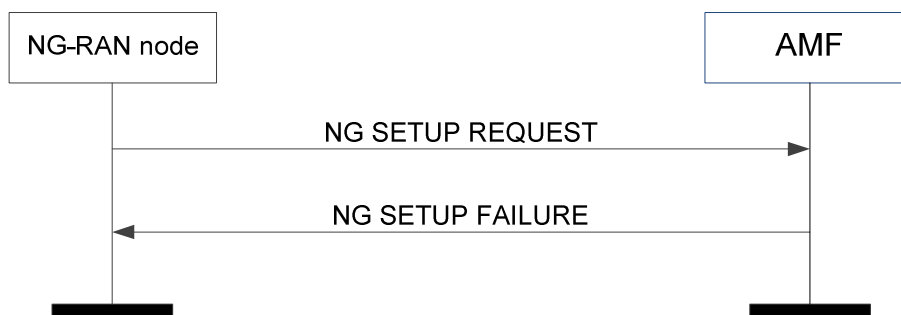 NG-RAN node
AMF
NG SETUP REQUEST
NG SETUP FAILURE